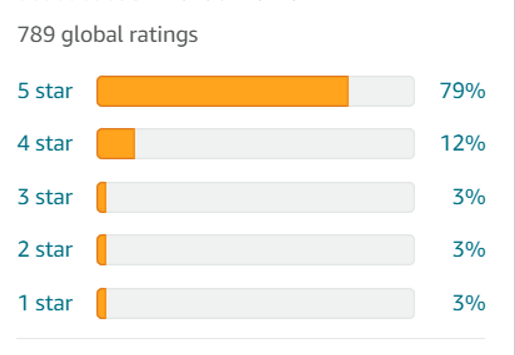 789 global ratings
5 star 79%
4 star 12%
3 star 3%
2 star 3%
1 star 3%